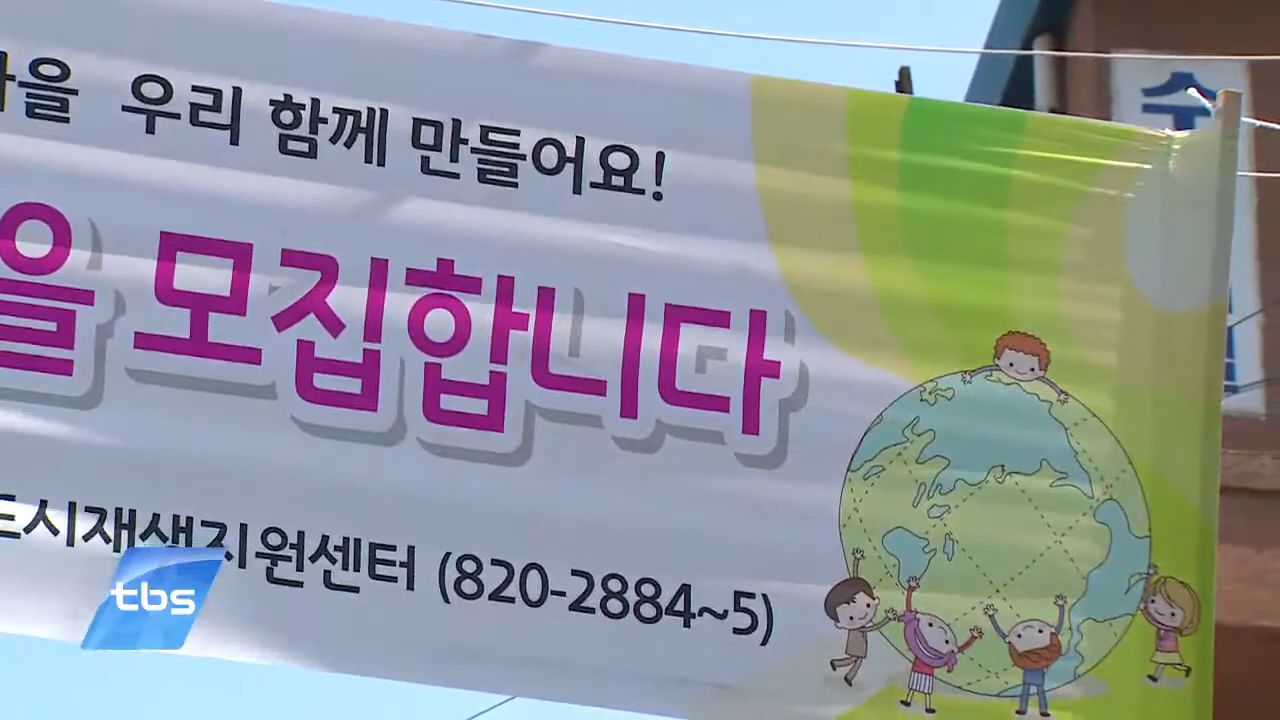 을 우리 함께 만들어요!
을 모집합니다
도시재생지원센터 (820-2884~5)
tbs
수